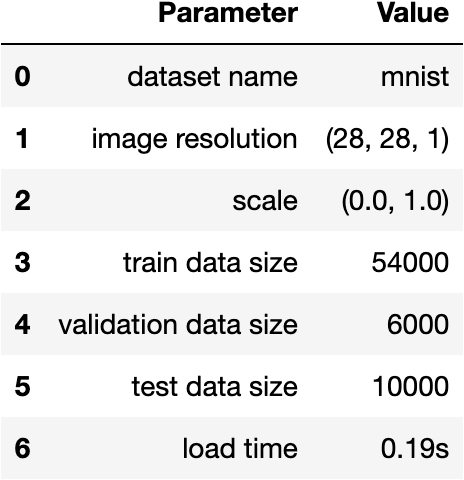 Parameter Value
0 dataset name mnist
1 image resolution (28, 28, 1)
2 scale (0.0, 1.0)
3 train data size 54000
4 validation data size 6000
5 test data size 10000
6 load time 0.19s